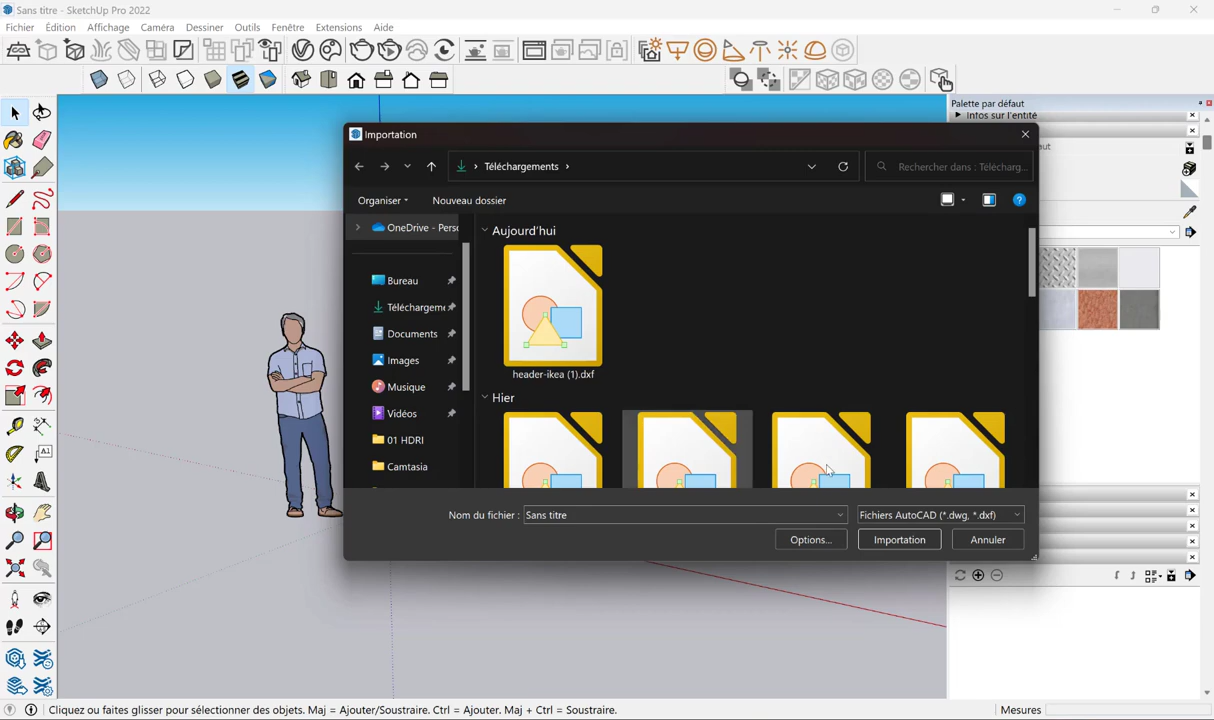 Sans titre - SketchUp Pro 2022
Fichier Édition Affichage Caméra Dessiner Outils Fenêtre Extensions Aide
Palette par défaut
Infos sur l'entité
Importation
Téléchargements
Rechercher dans : Télécharg...
Organiser
Nouveau dossier
OneDrive - Perso
Bureau
Téléchargeme
Documents
Images
Musique
Vidéos
01 HDRI
Camtasia
Aujourd'hui
header-ikea (1).dxf
Hier
Nom du fichier : Sans titre
Fichiers AutoCAD (*.dwg, *.dxf)
Options... Importation Annuler
A1
Cliquez ou faites glisser pour sélectionner des objets. Maj = Ajouter/Soustraire. Ctrl = Ajouter. Maj + Ctrl = Soustraire.
Mesures